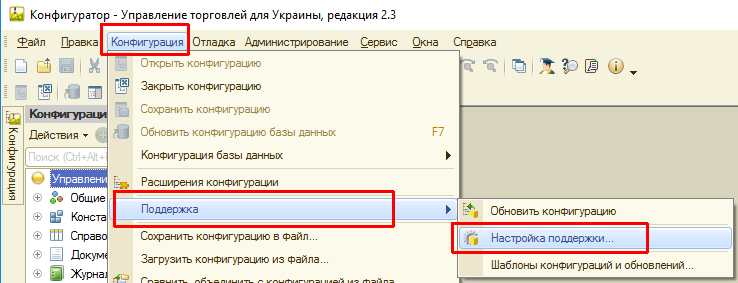 Конфигуратор - Управление торговлей для Украины, редакция 2.3
Файл Правка Конфигурация Отладка Администрирование Сервис Окна Справка
Открыть конфигурацию
Закрыть конфигурацию
Сохранить конфигурацию
Обновить конфигурацию базы данных F7
Конфигурация базы данных
Расширения конфигурации
Поддержка
Обновить конфигурацию
Настройка поддержки...
Шаблоны конфигураций и обновлений...
Сохранить конфигурацию в файл...
Загрузить конфигурацию из файла...
Сравнить, объединить с конфигурацией из файла
Конфигурация
Конфигураци
Действия
Поиск (Ctrl+Alt+
Управлени
Общие
Конста
Справо
Докуме
Журнал